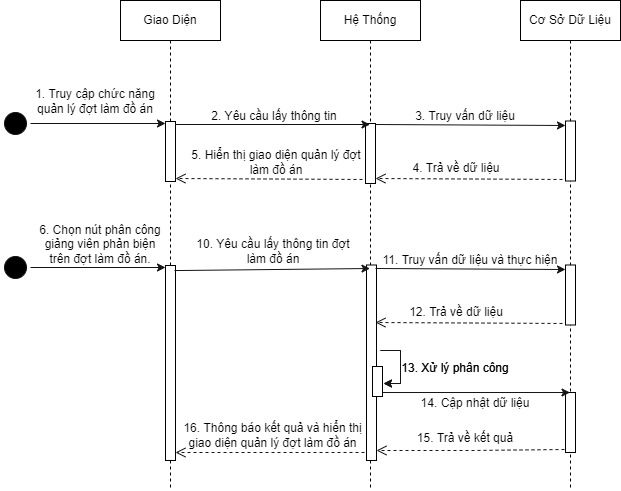 Giao Diện
Hệ Thống
Cơ Sở Dữ Liệu
1. Truy cập chức năng
quản lý đợt làm đồ án
2. Yêu cầu lấy thông tin
3. Truy vấn dữ liệu
5. Hiển thị giao diện quản lý đợt
làm đồ án
4. Trả về dữ liệu
6. Chọn nút phân công
giảng viên phản biện
trên đợt làm đồ án.
10. Yêu cầu lấy thông tin đợt
làm đồ án
11. Truy vấn dữ liệu và thực hiện
12. Trả về dữ liệu
13. Xử lý phân công
14. Cập nhật dữ liệu
16. Thông báo kết quả và hiển thị
giao diện quản lý đợt làm đồ án
15. Trả về kết quả